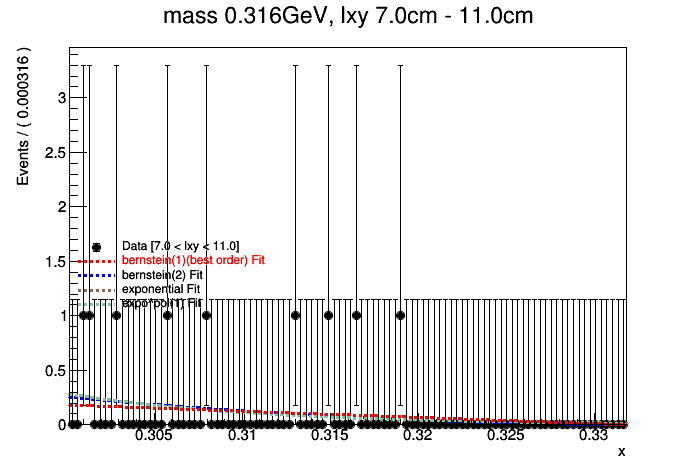 mass 0.316GeV, lxy 7.0cm - 11.0cm
Events / ( 0.000316 )
3
2.5
2
1.5
1
0.5
0
Data [7.0 < lxy < 11.0]
bernstein(1)(best order) Fit
bernstein(2) Fit
exponential Fit
expo*pol(1) Fit
0.305 0.31 0.315 0.32 0.325 0.33
x